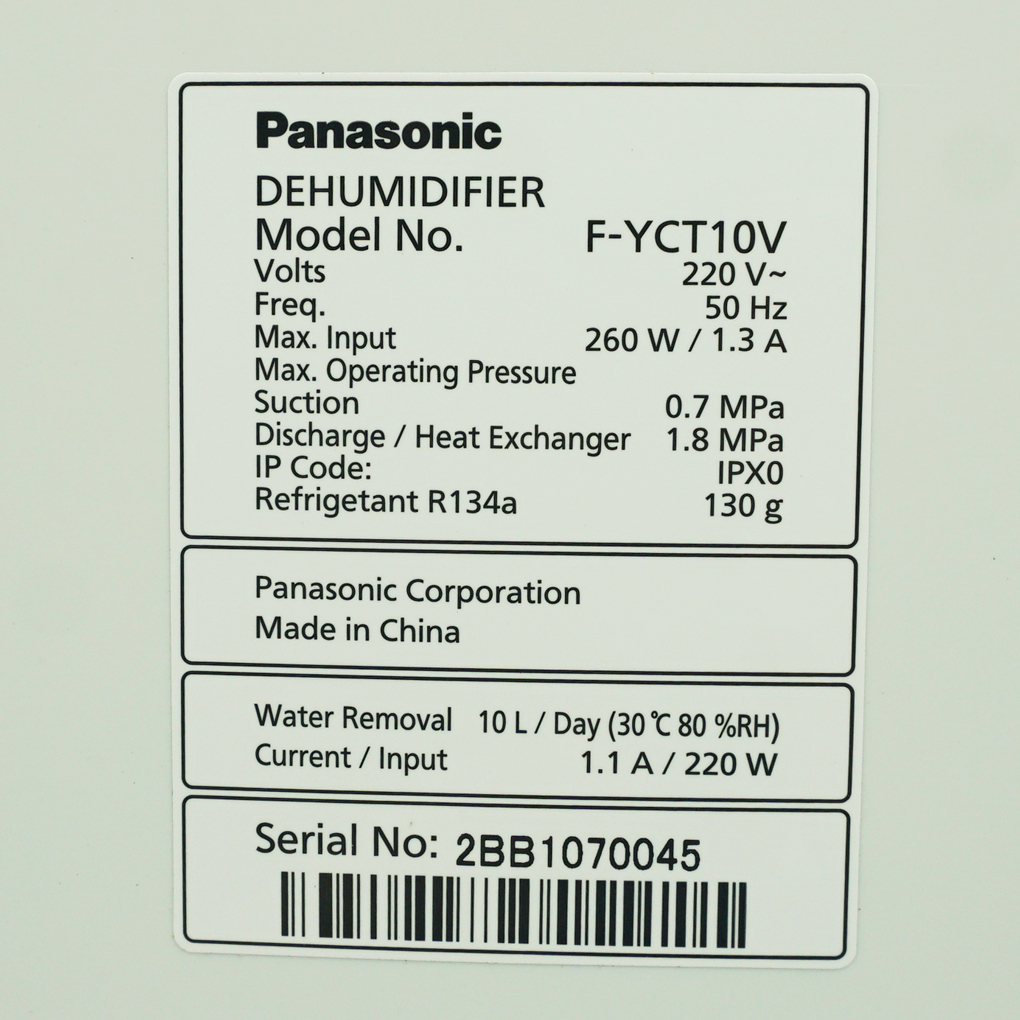 Panasonic
DEHUMIDIFIER
Model No. F-YCT10V
Volts 220 V~
Freq. 50 Hz
Max. Input 260 W / 1.3 A
Max. Operating Pressure
Suction 0.7 MPa
Discharge / Heat Exchanger 1.8 MPa
IP Code: IPX0
Refrigetant R134a 130 g
Panasonic Corporation
Made in China
Water Removal 10 L / Day (30℃ 80 %RH)
Current / Input 1.1 A / 220 W
Serial No: 2BB1070045